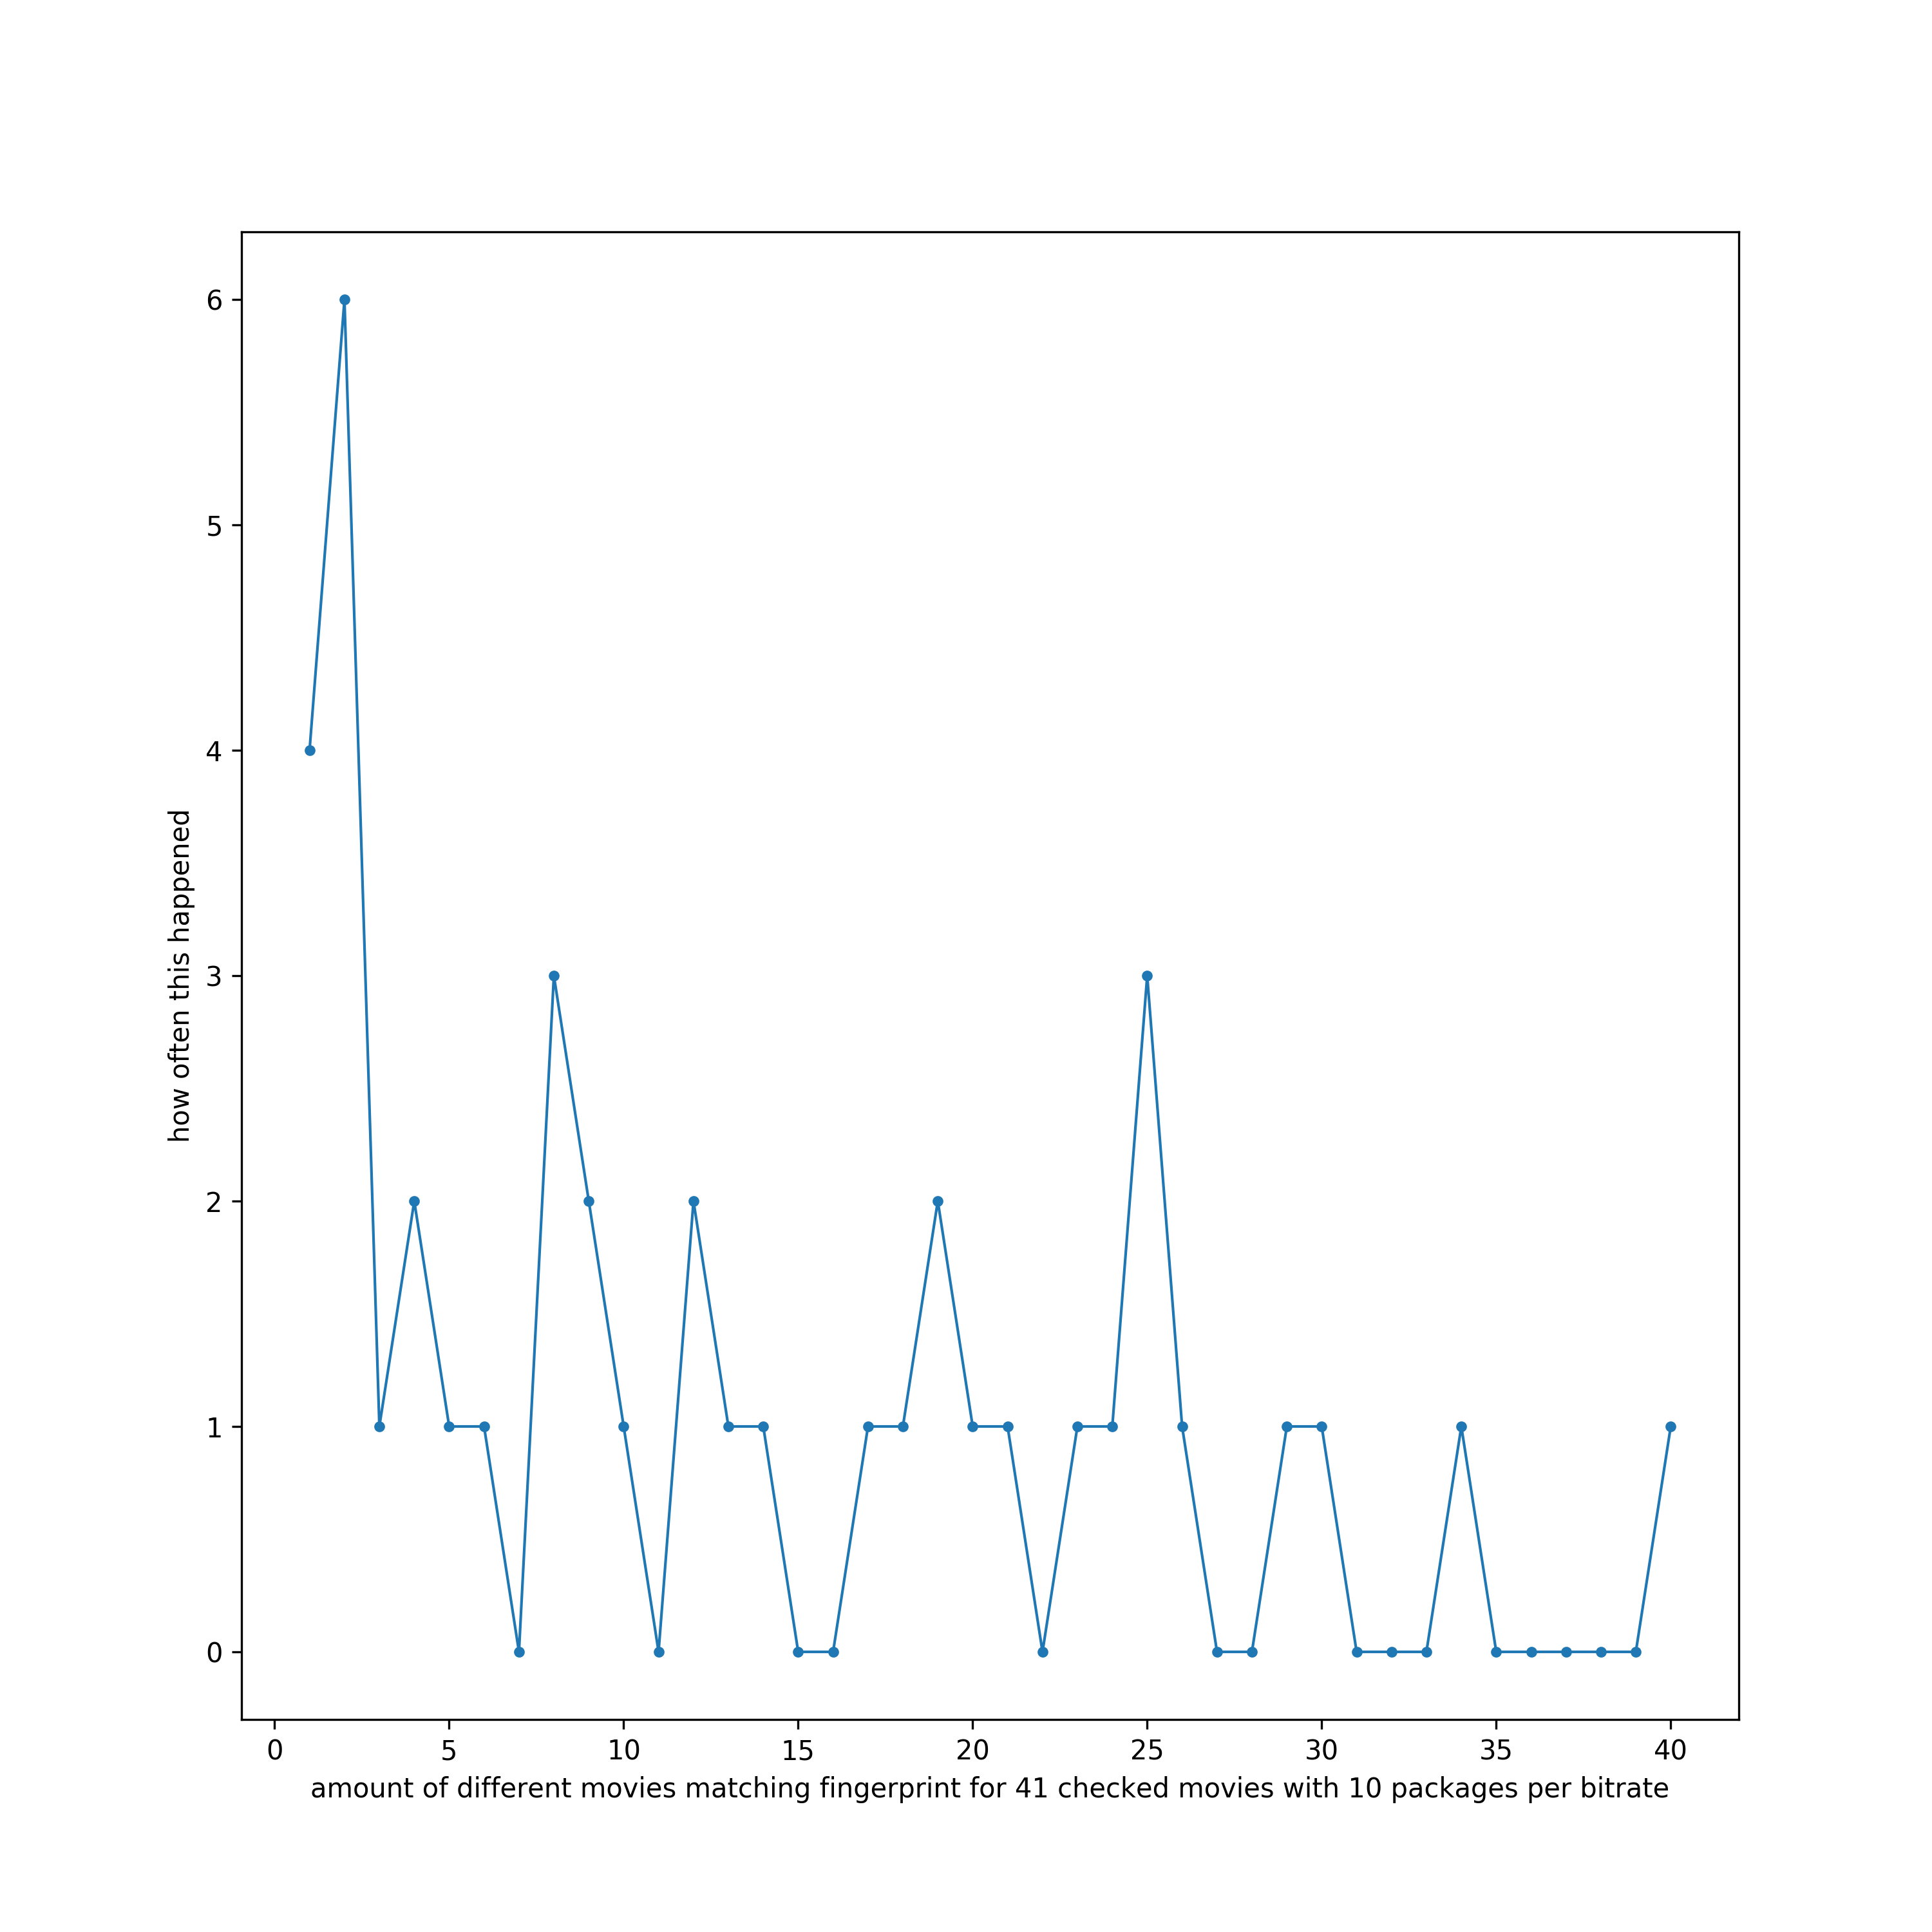 6
5
4
3
2
1
0
how often this happened
0 5 10 15 20 25 30 35 40
amount of different movies matching fingerprint for 41 checked movies with 10 packages per bitrate